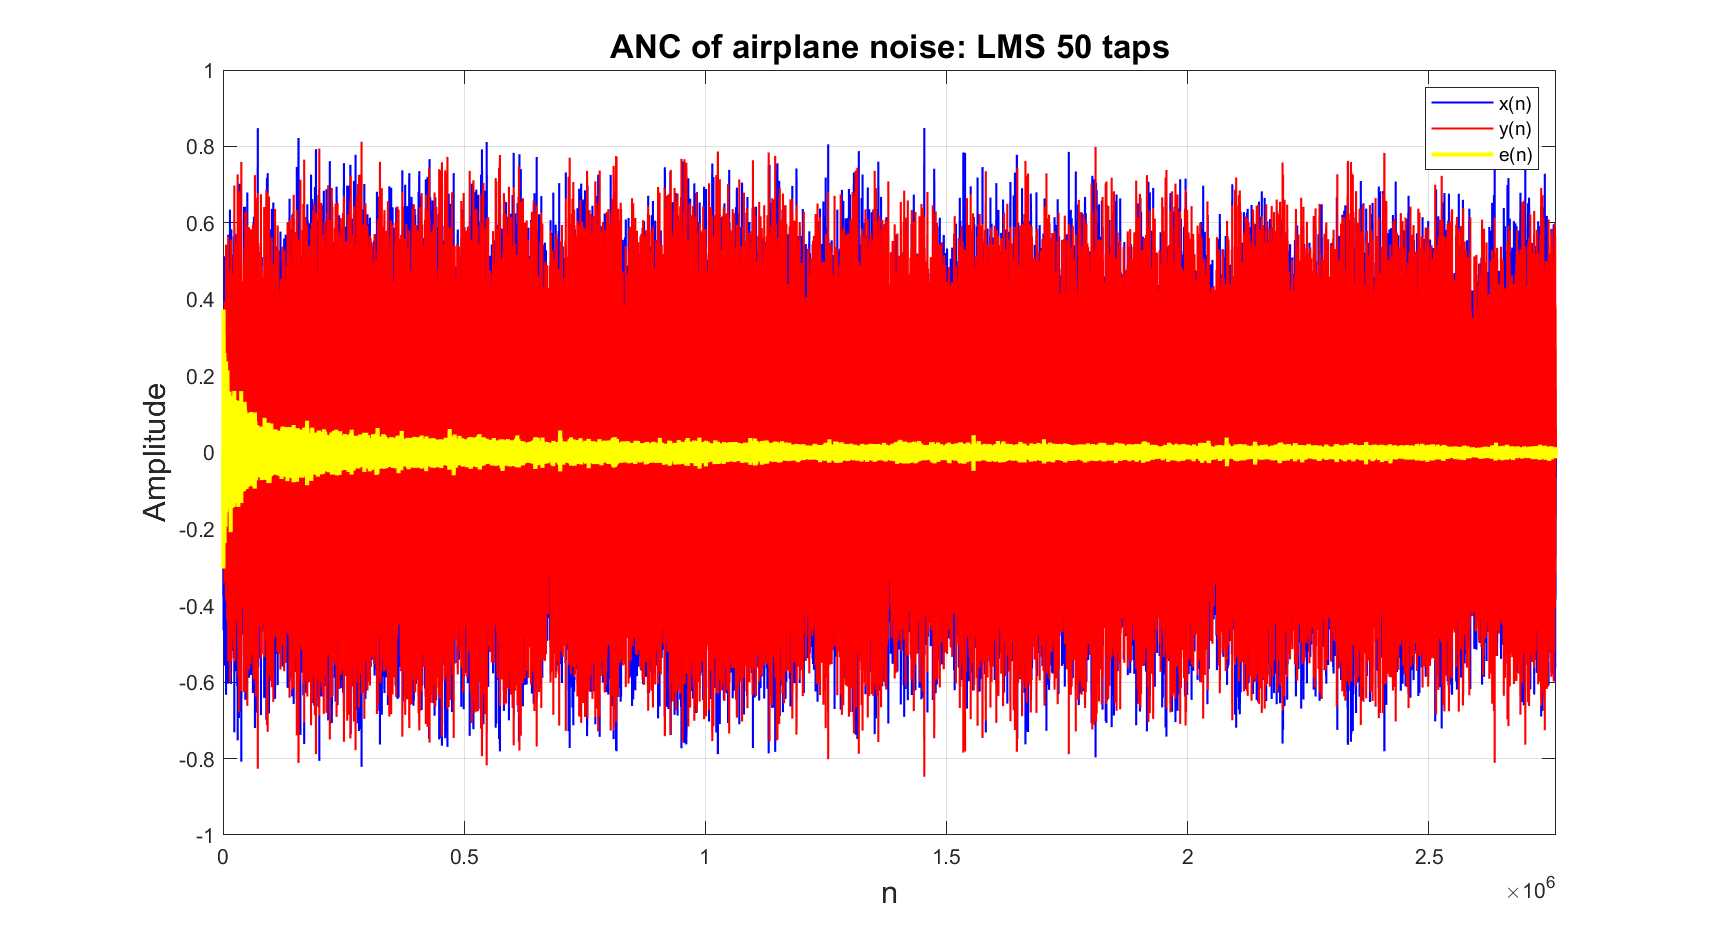 ANC of airplane noise: LMS 50 taps
1
0.8
0.6
0.4
0.2
0
-0.2
-0.4
-0.6
-0.8
-1
Amplitude
x(n)
y(n)
e(n)
0 0.5 1 1.5 2 2.5
×10^6
n